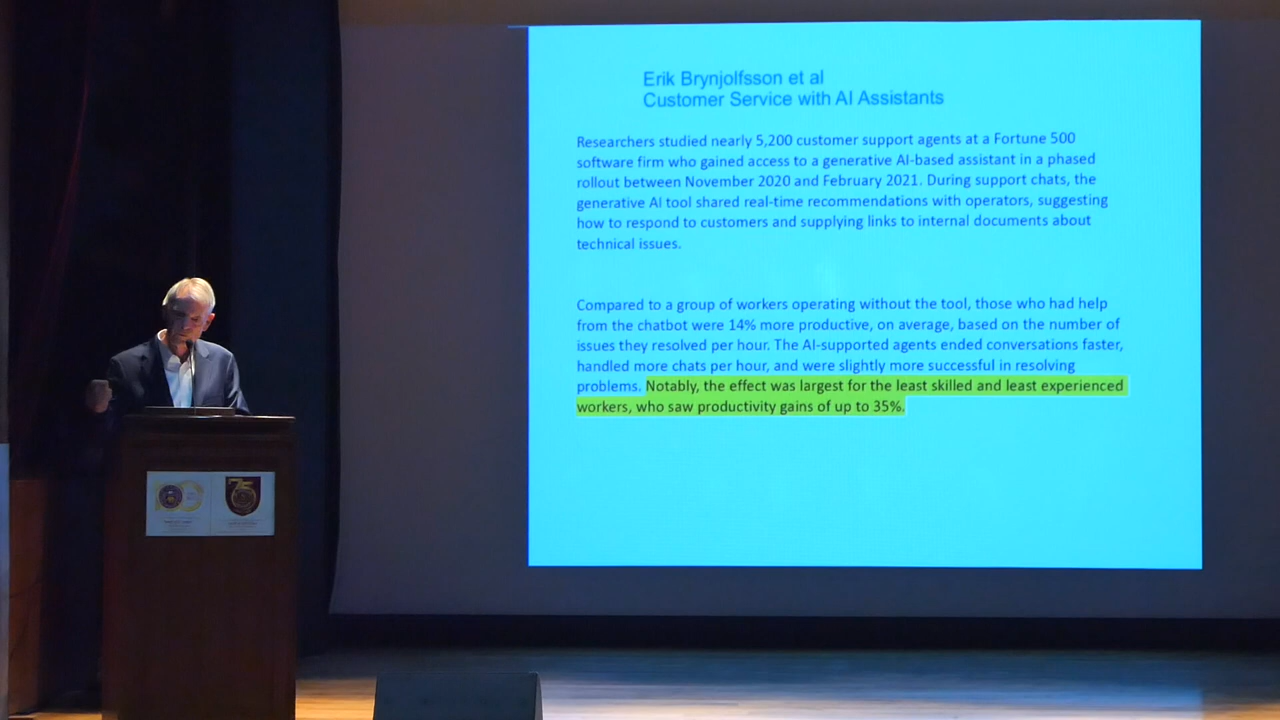 Erik Brynjolfsson et al
Customer Service with AI Assistants
Researchers studied nearly 5,200 customer support agents at a Fortune 500
software firm who gained access to a generative AI-based assistant in a phased
rollout between November 2020 and February 2021. During support chats, the
generative AI tool shared real-time recommendations with operators, suggesting
how to respond to customers and supplying links to internal documents about
technical issues.
Compared to a group of workers operating without the tool, those who had help
from the chatbot were 14% more productive, on average, based on the number of
issues they resolved per hour. The AI-supported agents ended conversations faster,
handled more chats per hour, and were slightly more successful in resolving
problems. Notably, the effect was largest for the least skilled and least experienced
workers, who saw productivity gains of up to 35%.
75